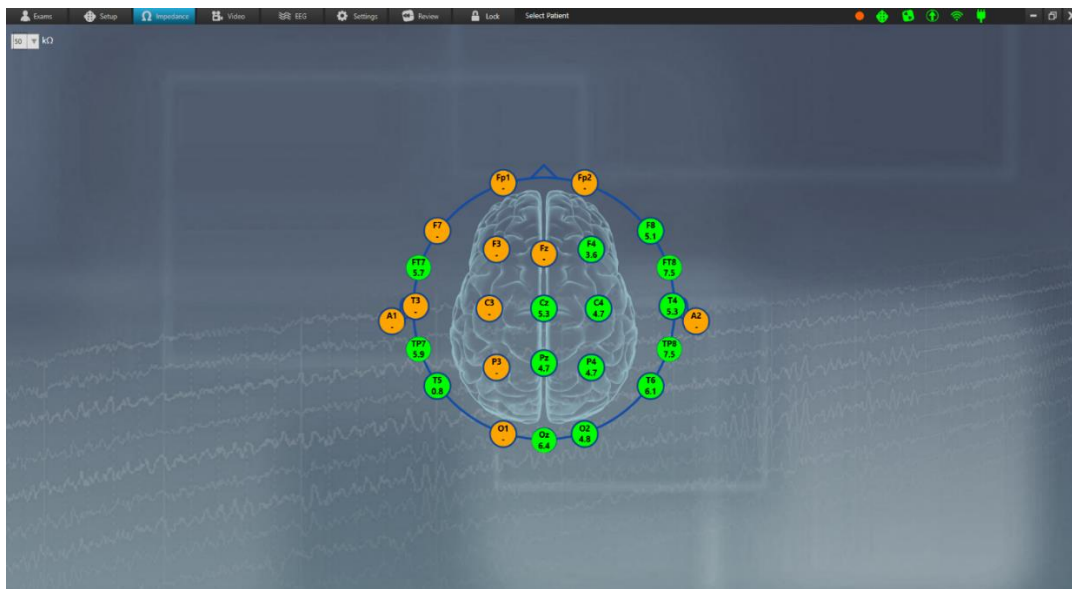 Exams Setup Impedance Video EEG Settings Review Lock Select Patient
50 kΩ
Fp1
-
Fp2
-
F7
-
F8
5.1
F3
-
Fz
-
F4
3.6
FT7
5.7
FT8
7.5
A1
-
T3
-
C3
-
Cz
5.3
C4
4.7
T4
5.3
A2
-
TP7
5.9
TP8
7.5
P3
-
Pz
4.7
P4
4.7
T5
0.8
T6
6.1
O1
-
Oz
6.4
O2
4.8